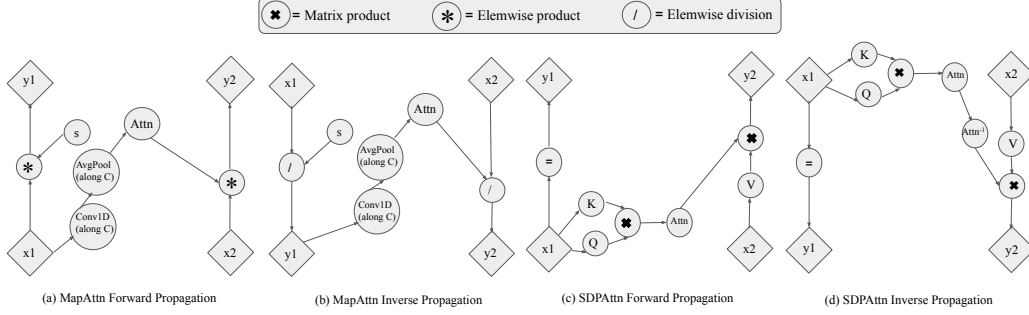 ✖ = Matrix product * = Elemwise product / = Elemwise division
y1
y2
s
Attn
*
AvgPool
(along C)
*
Conv1D
(along C)
x1
x2
(a) MapAttn Forward Propagation
x1
x2
Attn
s
/
AvgPool
(along C)
/
Conv1D
(along C)
y1
y2
(b) MapAttn Inverse Propagation
y1
y2
✖
=
V
K
✖
Attn
Q
x1
x2
(c) SDPAttn Forward Propagation
x1
K
✖
Attn
x2
Q
Attn⁻¹
V
=
✖
y1
y2
(d) SDPAttn Inverse Propagation